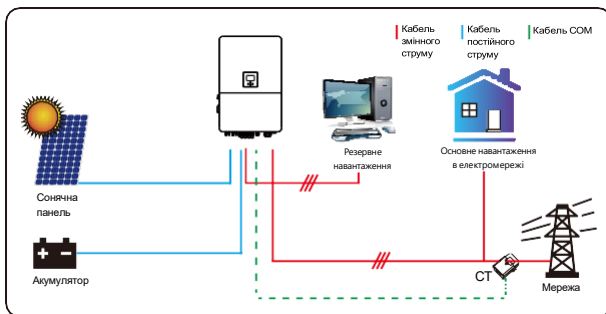 Кабель змінного струму
Кабель постійного струму
Кабель COM
Резервне навантаження
Основне навантаження в електромережі
Сонячна панель
Акумулятор
CT
Мережа